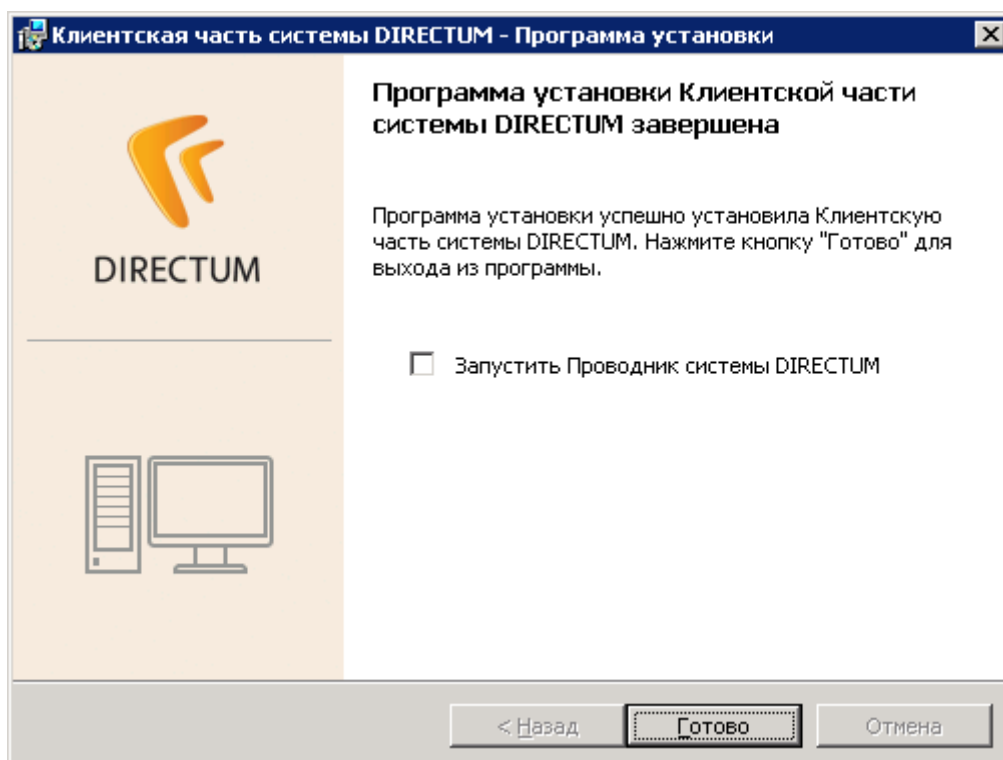 Клиентская часть системы DIRECTUM - Программа установки
Программа установки Клиентской части
системы DIRECTUM завершена
Программа установки успешно установила Клиентскую
часть системы DIRECTUM. Нажмите кнопку "Готово" для
выхода из программы.
DIRECTUM
Запустить Проводник системы DIRECTUM
< Назад
Готово
Отмена